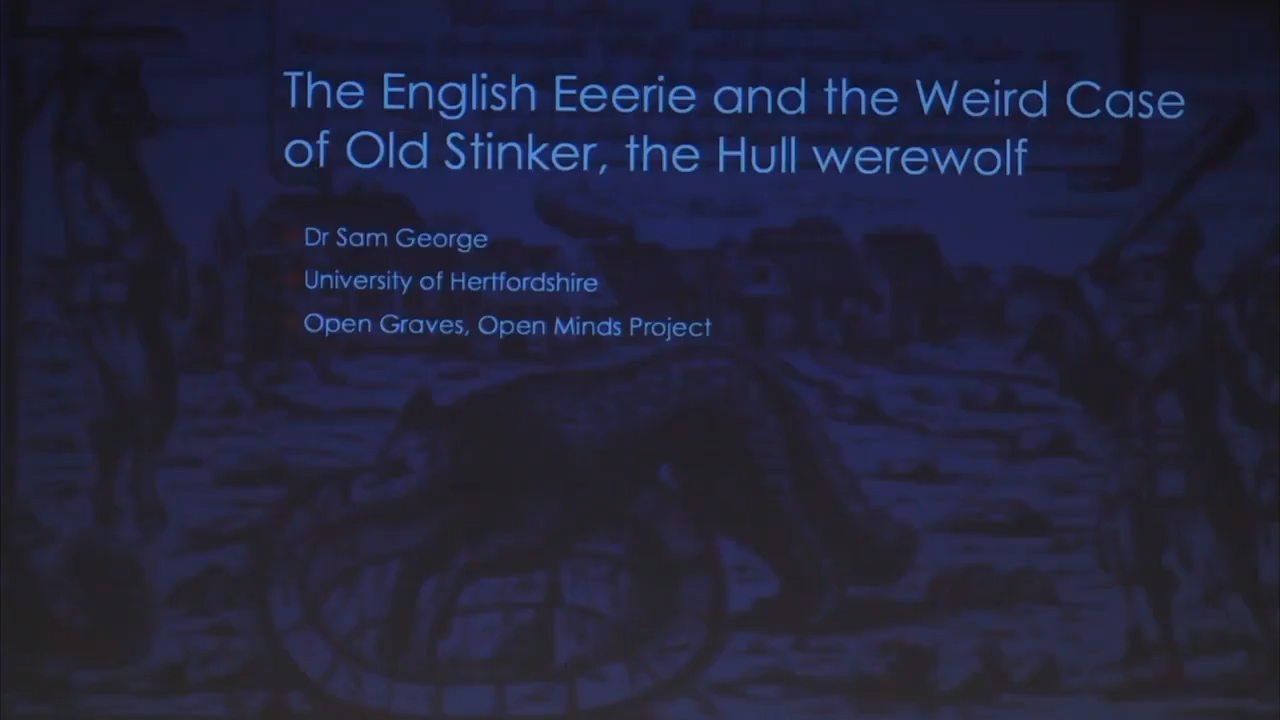 The English Eeerie and the Weird Case
of Old Stinker, the Hull werewolf
Dr Sam George
University of Hertfordshire
Open Graves, Open Minds Project